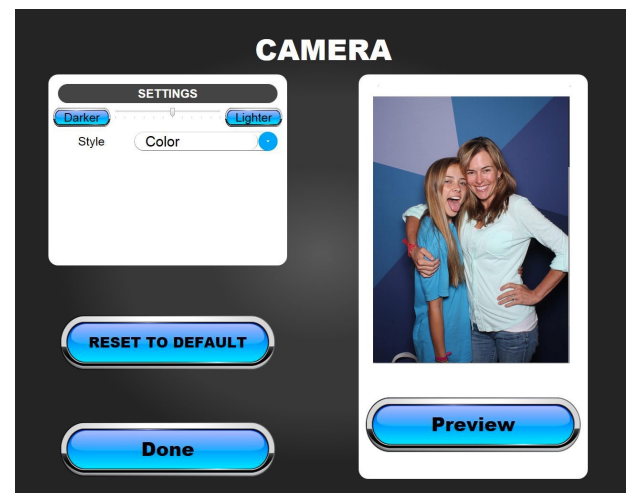 CAMERA
SETTINGS
Darker
Lighter
Style
Color
RESET TO DEFAULT
Done
Preview